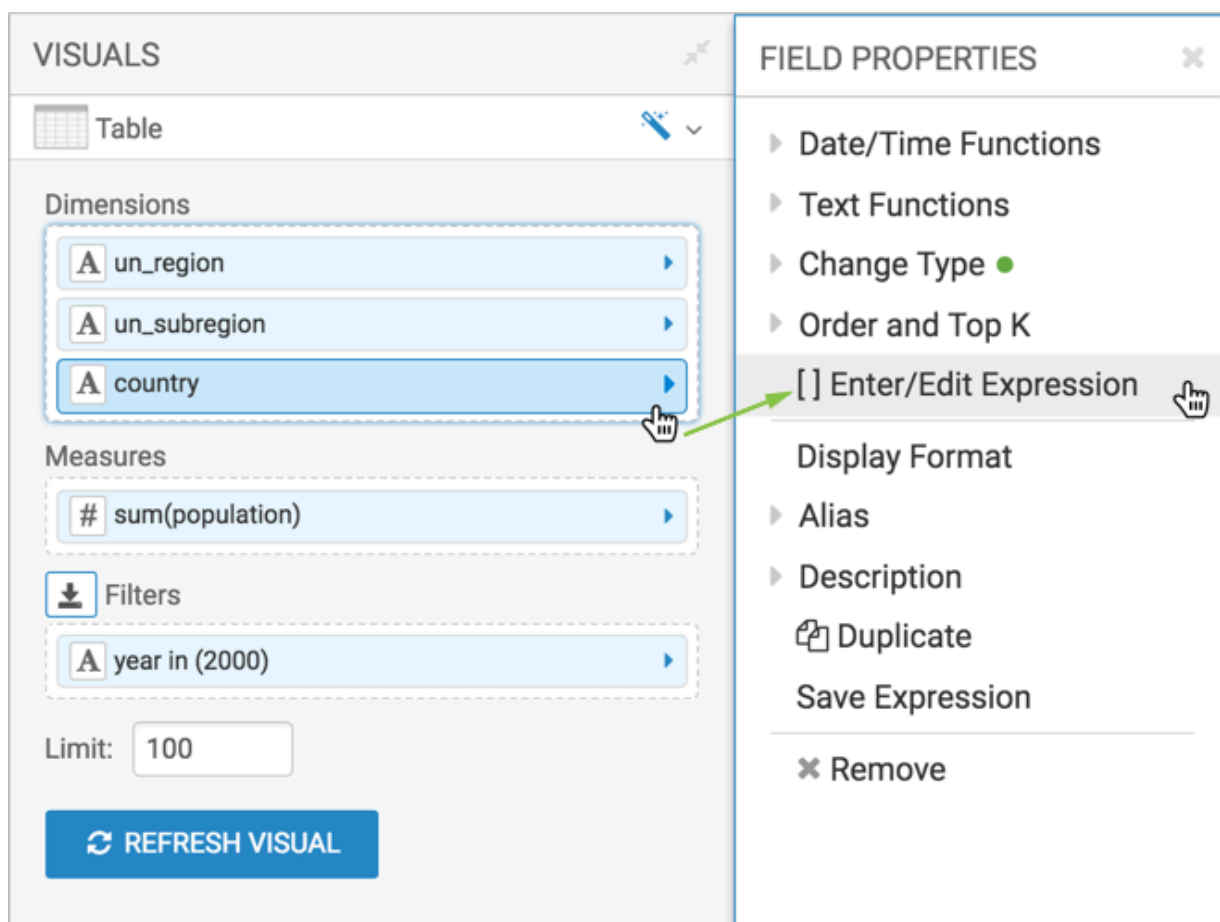 VISUALS
Table
Dimensions
A un_region
A un_subregion
A country
Measures
# sum(population)
Filters
A year in (2000)
Limit: 100
REFRESH VISUAL
FIELD PROPERTIES
Date/Time Functions
Text Functions
Change Type
Order and Top K
[ ] Enter/Edit Expression
Display Format
Alias
Description
Duplicate
Save Expression
Remove